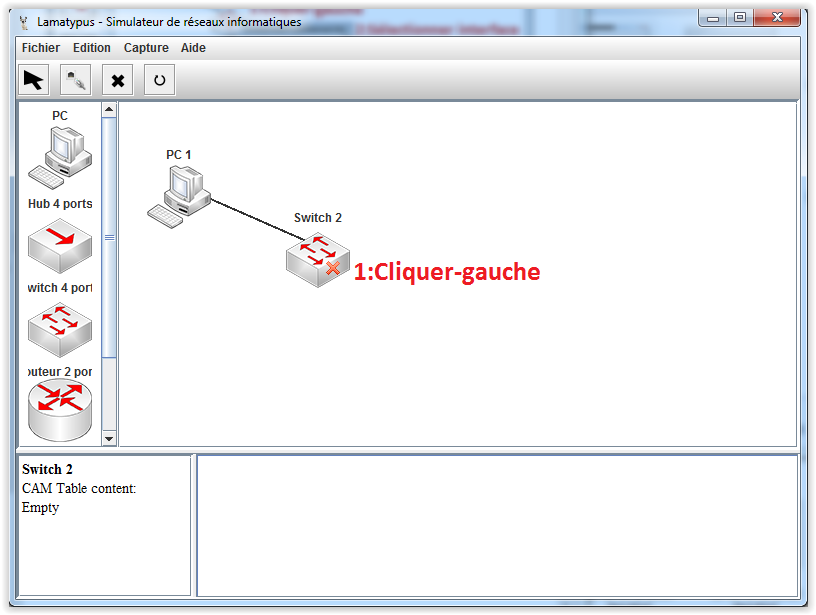 Lamatypus - Simulateur de réseaux informatiques
Fichier Edition Capture Aide
PC
Hub 4 ports
witch 4 port
outeur 2 por
PC 1
Switch 2
1:Cliquer-gauche
Switch 2
CAM Table content:
Empty